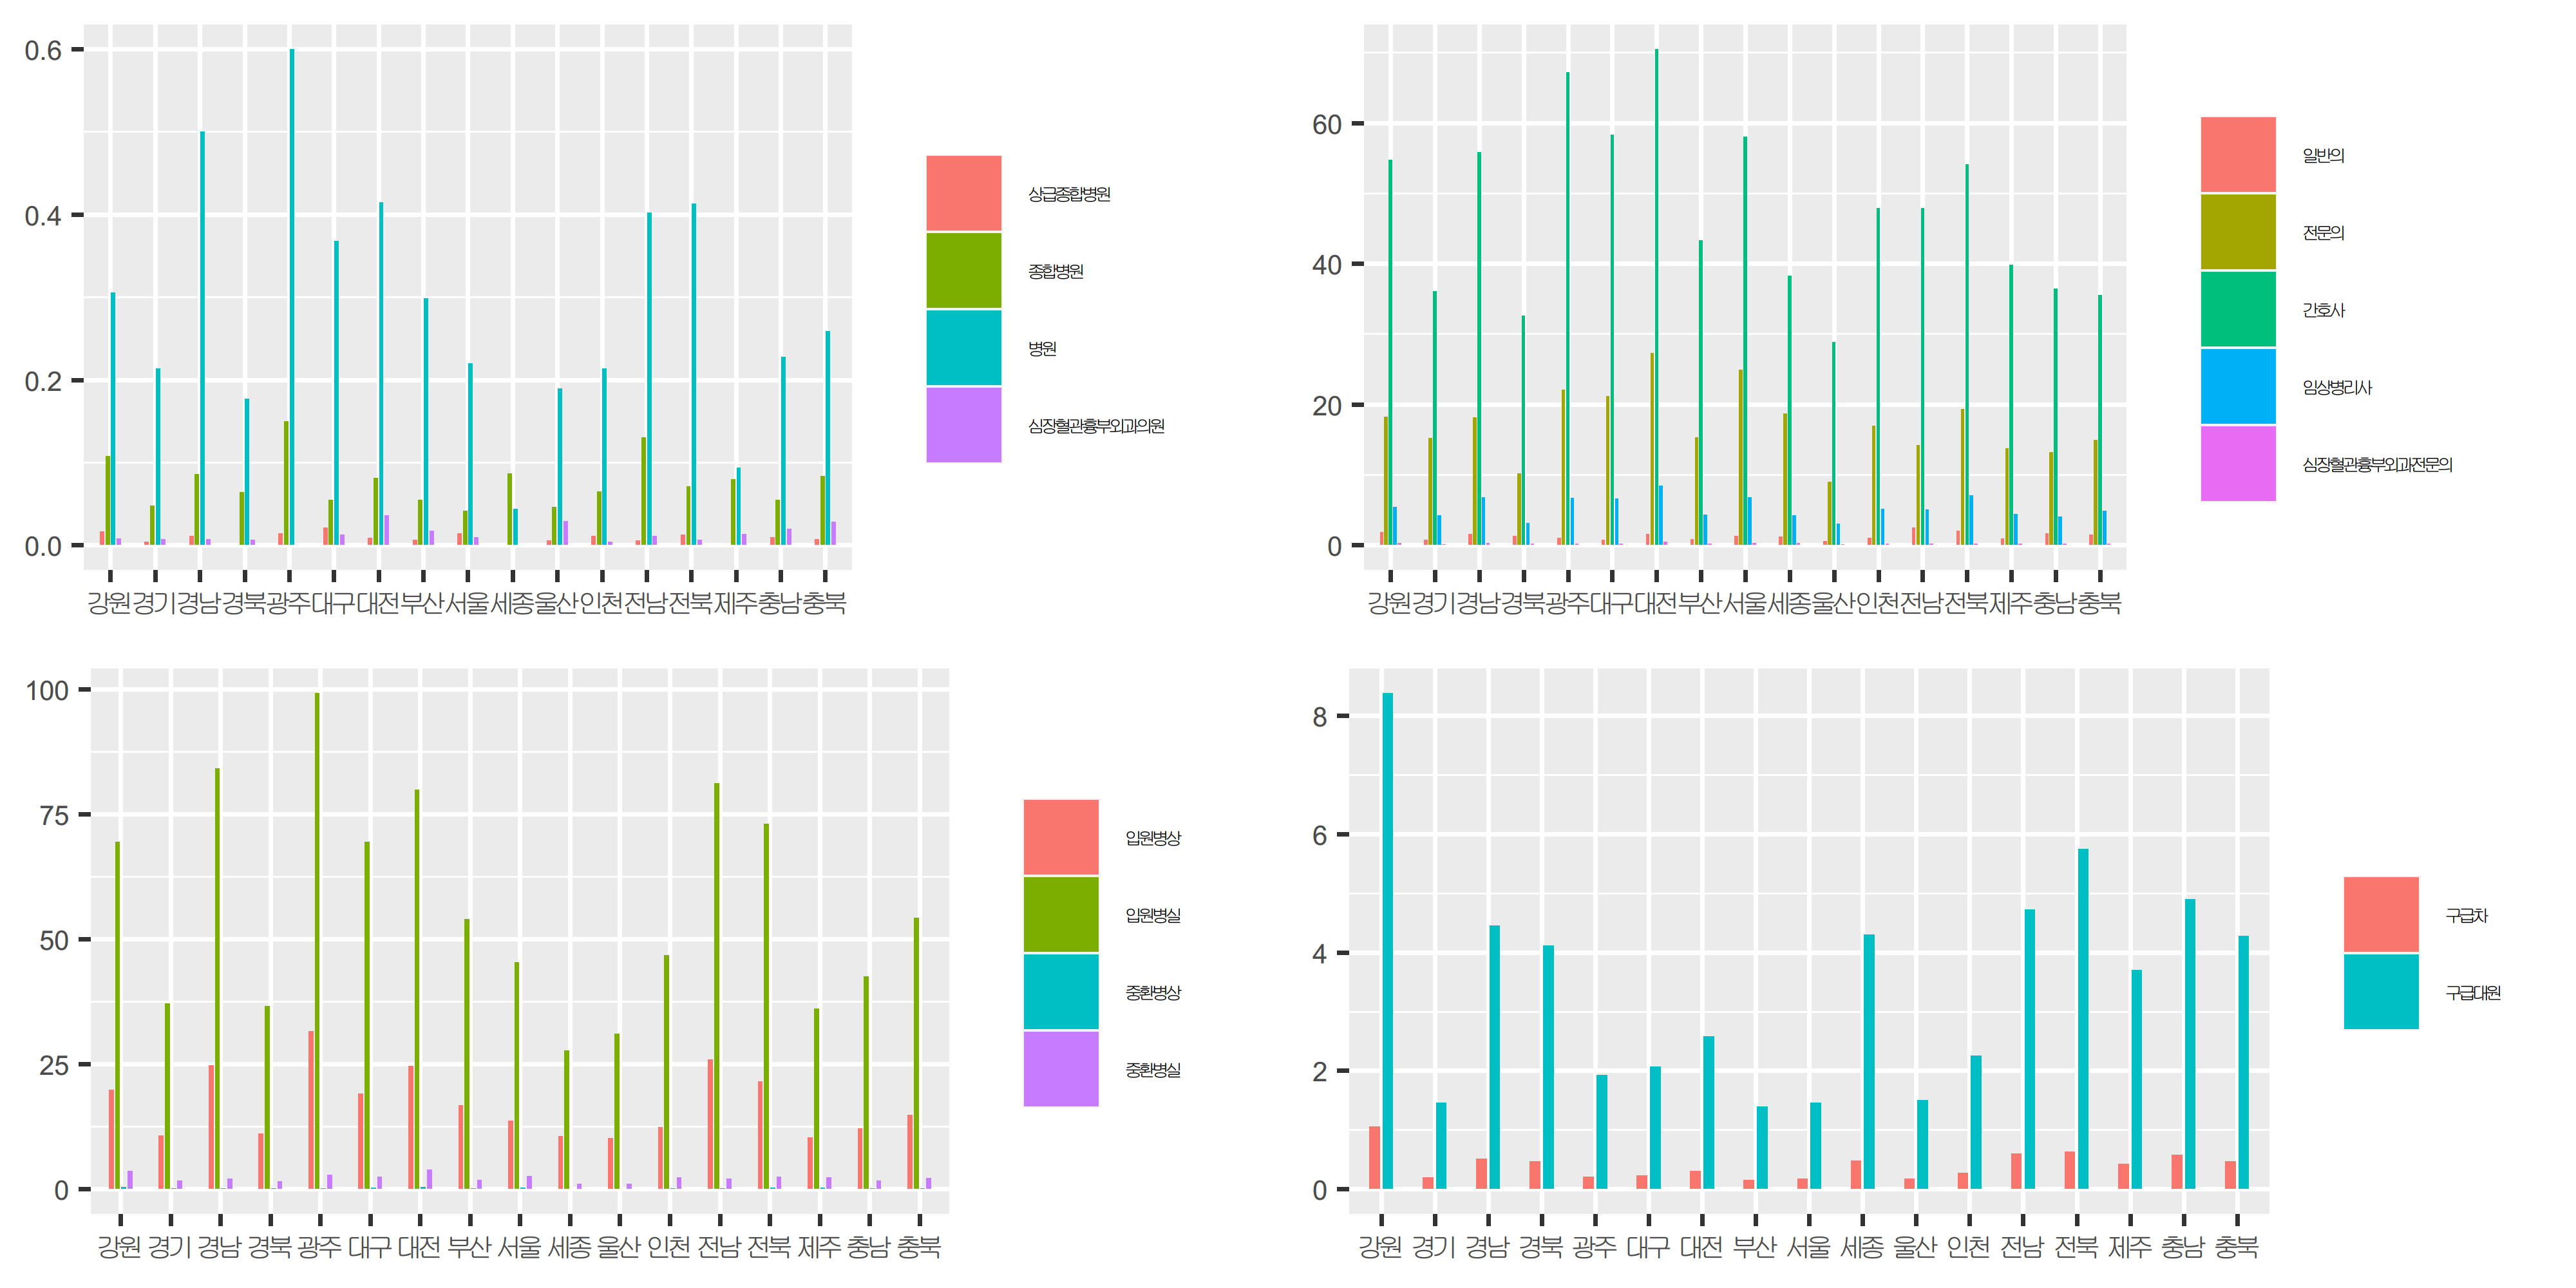 0.6
0.4
0.2
0.0
강원 경기 경남 경북 광주 대구 대전 부산 서울 세종 울산 인천 전남 전북 제주 충남 충북
상급종합병원
종합병원
병원
심장혈관흉부외과의원
60
40
20
0
강원 경기 경남 경북 광주 대구 대전 부산 서울 세종 울산 인천 전남 전북 제주 충남 충북
일반의
전문의
간호사
임상병리사
심장혈관흉부외과전문의
100
75
50
25
0
강원 경기 경남 경북 광주 대구 대전 부산 서울 세종 울산 인천 전남 전북 제주 충남 충북
입원병상
입원병실
중환병상
중환병실
8
6
4
2
0
강원 경기 경남 경북 광주 대구 대전 부산 서울 세종 울산 인천 전남 전북 제주 충남 충북
구급차
구급대원